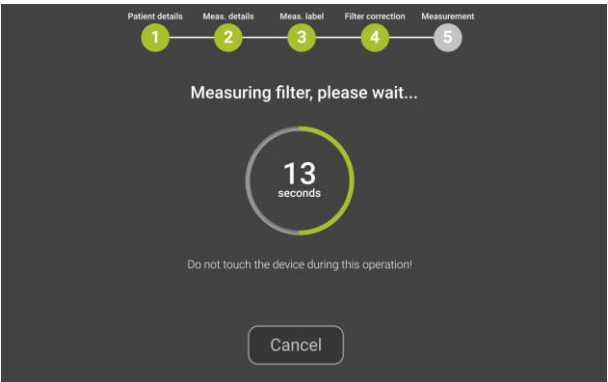 Patient details Meas. details Meas. label Filter correction Measurement
1 2 3 4 5
Measuring filter, please wait...
13
seconds
Do not touch the device during this operation!
Cancel